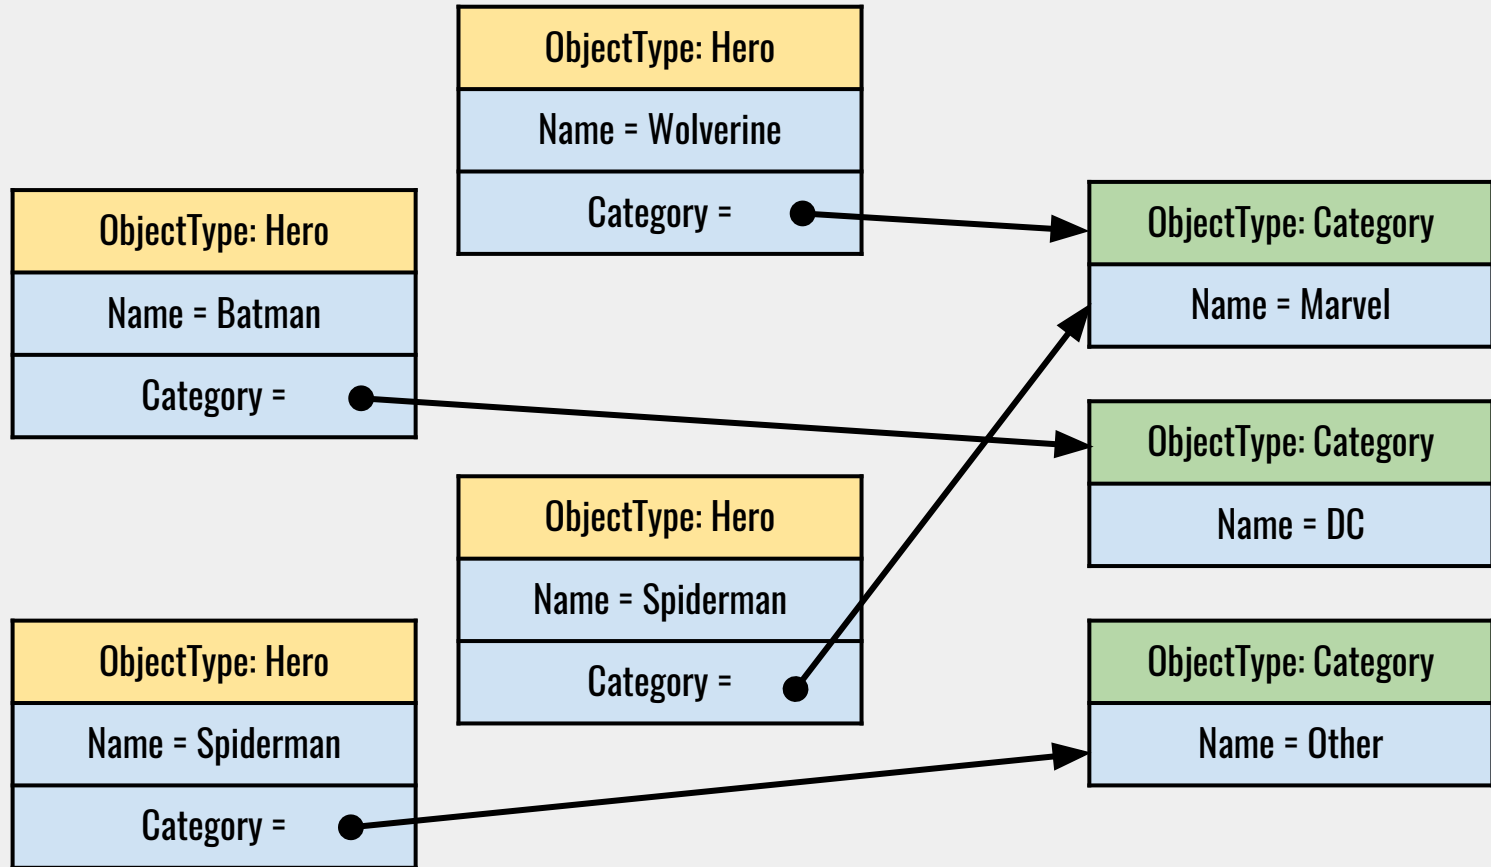 ObjectType: Hero
Name = Wolverine
Category =
ObjectType: Hero
Name = Batman
Category =
ObjectType: Hero
Name = Spiderman
Category =
ObjectType: Hero
Name = Spiderman
Category =
ObjectType: Category
Name = Marvel
ObjectType: Category
Name = DC
ObjectType: Category
Name = Other